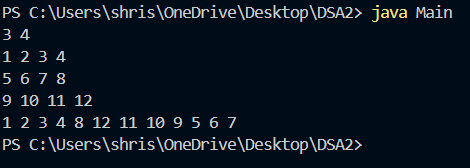 PS C:\Users\shris\OneDrive\Desktop\DSA2> java Main
3 4
1 2 3 4
5 6 7 8
9 10 11 12
1 2 3 4 8 12 11 10 9 5 6 7
PS C:\Users\shris\OneDrive\Desktop\DSA2>